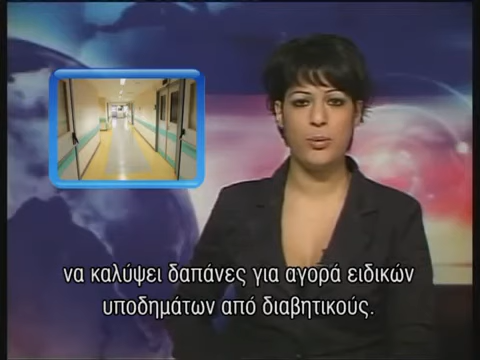 να καλύψει δαπάνες για αγορά ειδικών
υποδημάτων από διαβητικούς.